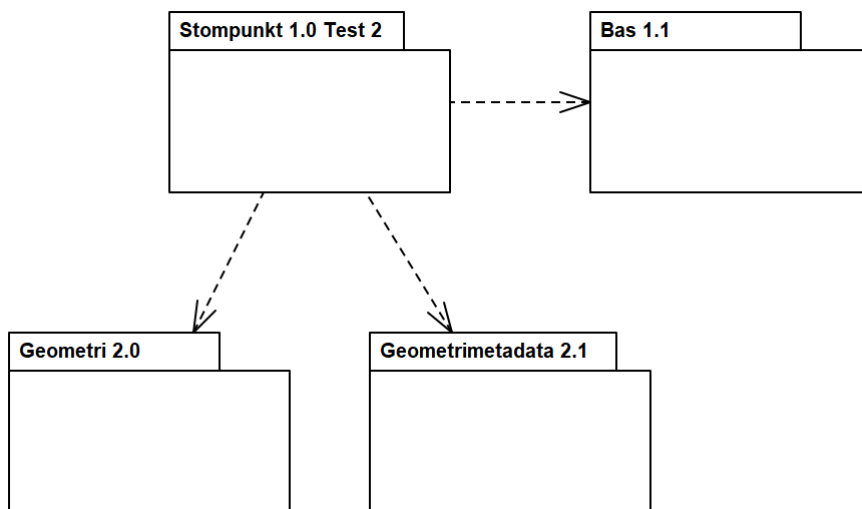 Stompunkt 1.0 Test 2
Bas 1.1
Geometri 2.0
Geometrimetadata 2.1